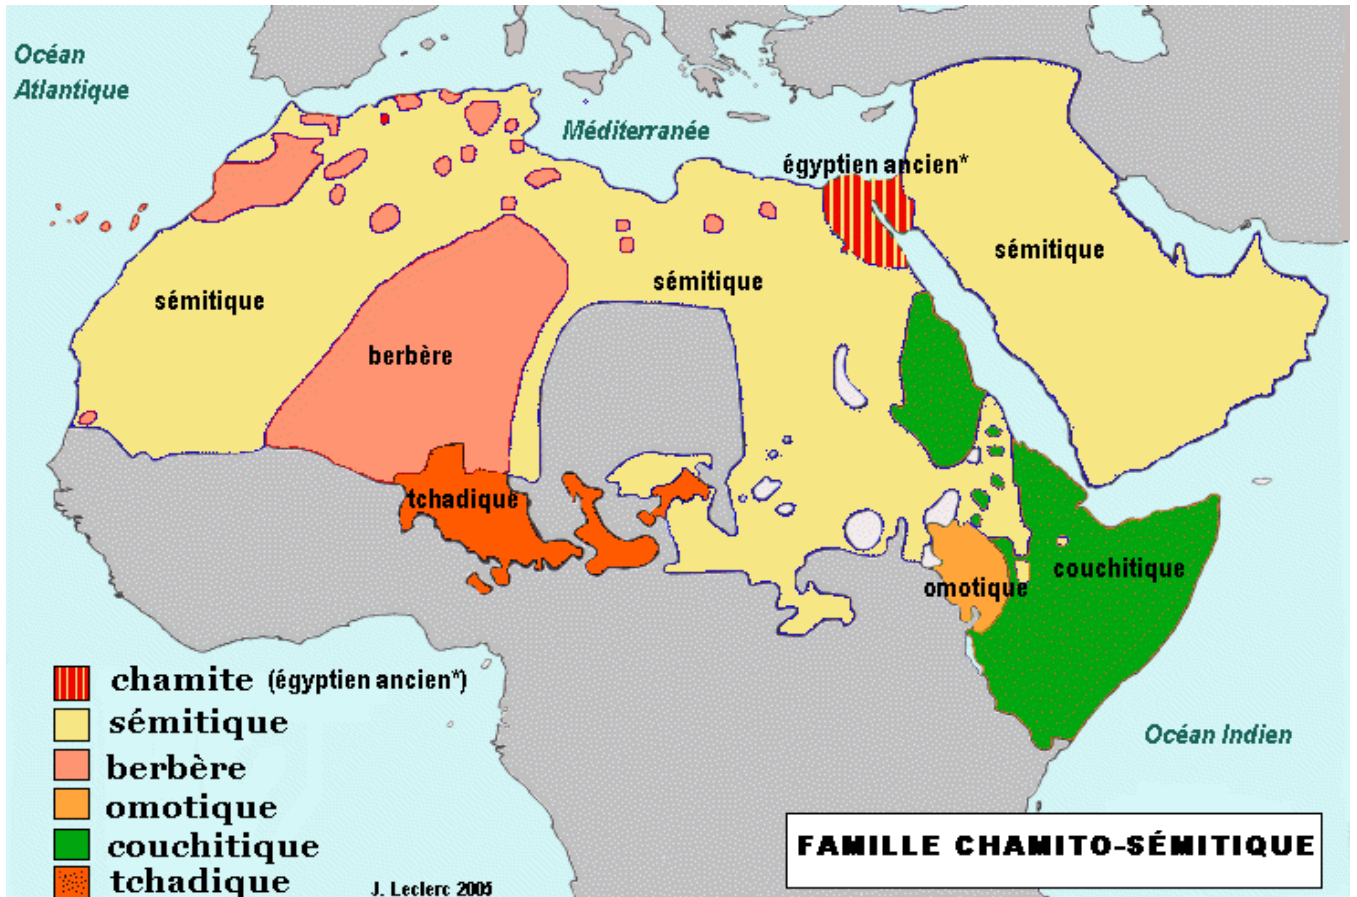 Océan
Atlantique
Méditerranée
égyptien ancien*
sémitique
sémitique
sémitique
berbère
tchadique
omotique
couchitique
Océan Indien
chamite (égyptien ancien*)
sémitique
berbère
omotique
couchitique
tchadique
J. Leclerc 2005
FAMILLE CHAMITO-SÉMITIQUE